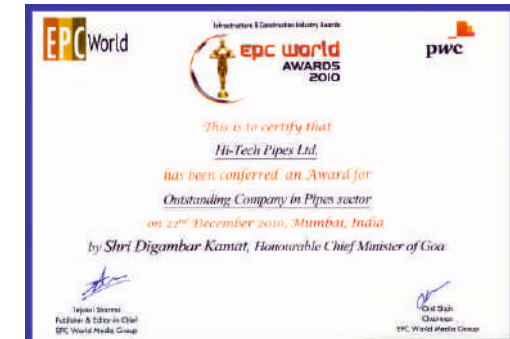 EPC World
Infrastructure & Construction Industry Awards
EPC WORLD
AWARDS
2010
pwc
This is to certify that
Hi-Tech Pipes Ltd.
has been conferred an Award for
Outstanding Company in Pipes sector
on 22nd December 2010, Mumbai, India
by Shri Digambar Kamat, Honourable Chief Minister of Goa
Publisher & Editor-in-Chief
EPC World Media Group
Chairman
EPC World Media Group